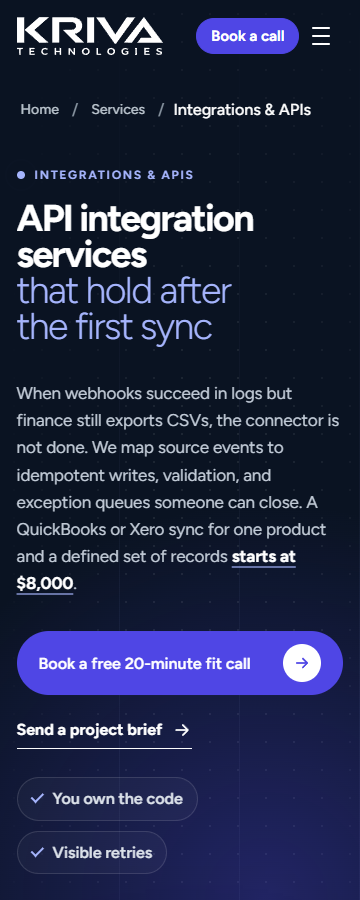 KRIVA
TECHNOLOGIES
Book a call
Home / Services / Integrations & APIs
INTEGRATIONS & APIS
API integration
services
that hold after
the first sync
When webhooks succeed in logs but
finance still exports CSVs, the connector is
not done. We map source events to
idempotent writes, validation, and
exception queues someone can close. A
QuickBooks or Xero sync for one product
and a defined set of records starts at
$8,000.
Book a free 20-minute fit call
Send a project brief
You own the code
Visible retries